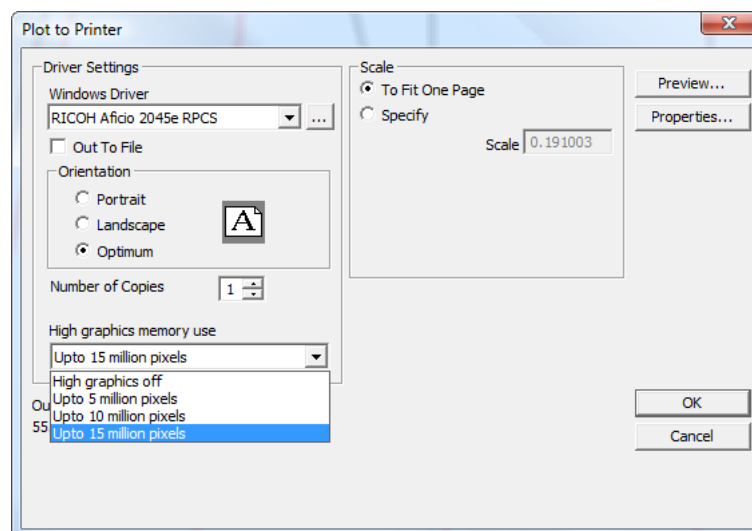 Plot to Printer
Driver Settings
Windows Driver
RICOH Aficio 2045e RPCS
...
Out To File
Orientation
Portrait
Landscape
Optimum
A
Number of Copies
1
High graphics memory use
Upto 15 million pixels
High graphics off
Upto 5 million pixels
Upto 10 million pixels
Upto 15 million pixels
Scale
To Fit One Page
Specify
Scale 0.191003
Preview...
Properties...
OK
Cancel